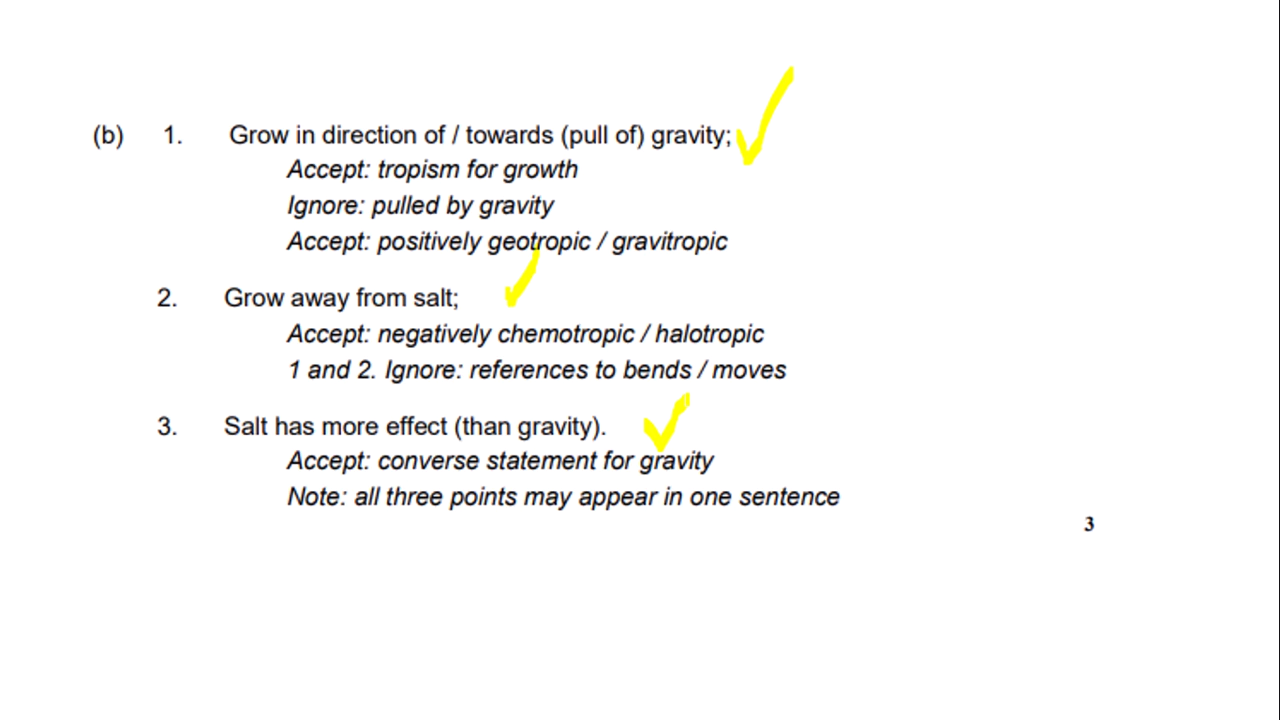 (b) 1. Grow in direction of / towards (pull of) gravity;
Accept: tropism for growth
Ignore: pulled by gravity
Accept: positively geotropic / gravitropic
2. Grow away from salt;
Accept: negatively chemotropic / halotropic
1 and 2. Ignore: references to bends / moves
3. Salt has more effect (than gravity).
Accept: converse statement for gravity
Note: all three points may appear in one sentence
3